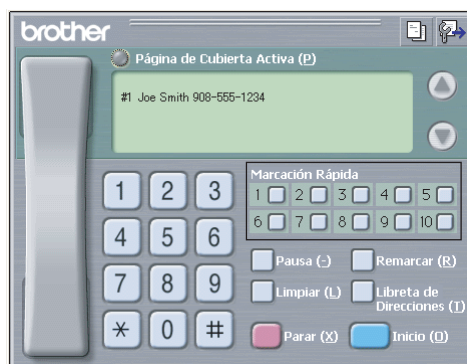 brother
Página de Cubierta Activa (P)
#1 Joe Smith 908-555-1234
Marcación Rápida
1 2 3 4 5
6 7 8 9 10
1 2 3
4 5 6
7 8 9
* 0 #
Pausa (-) Remarcar (R)
Limpiar (L) Libreta de
Direcciones (T)
Parar (X) Inicio (O)